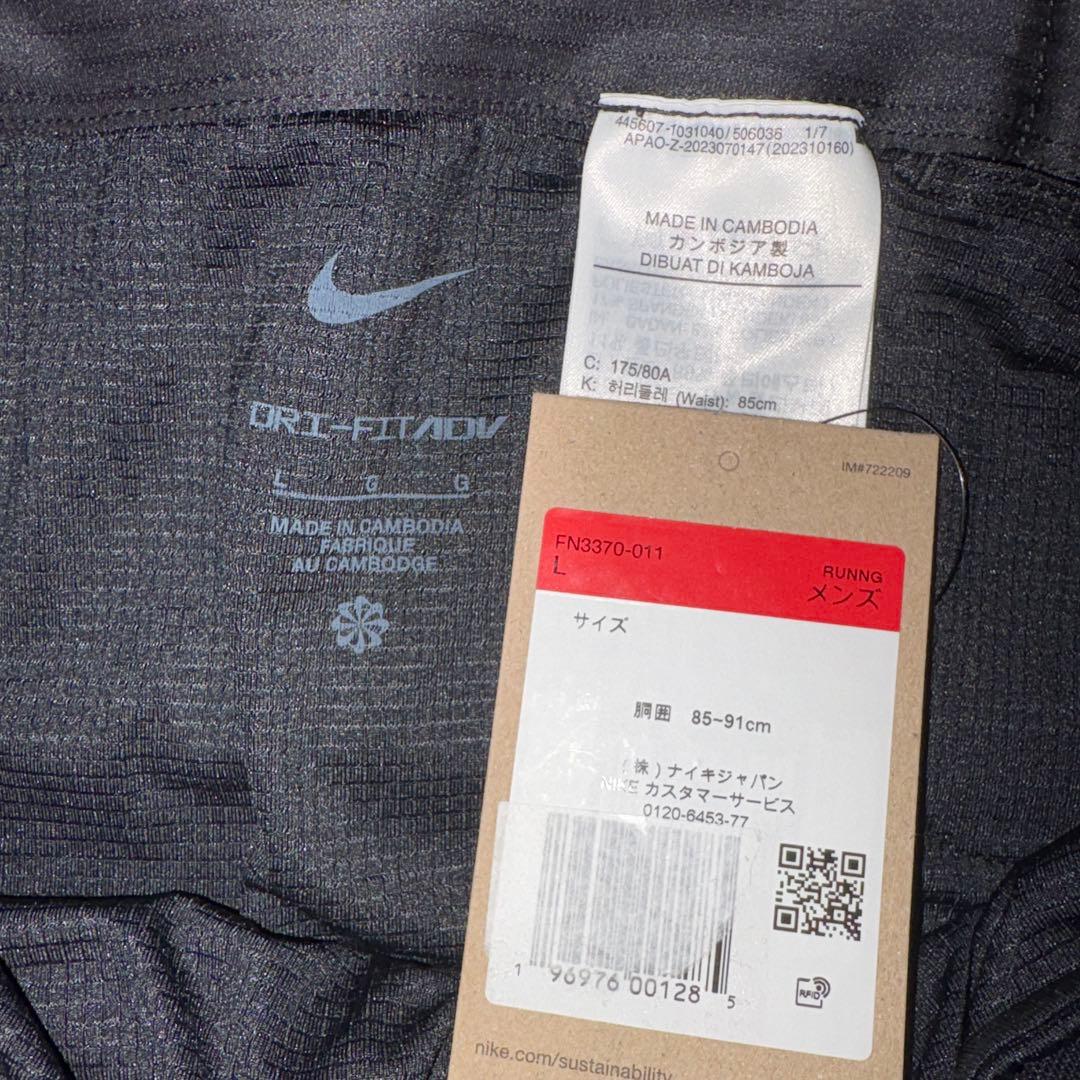 445607-1031040/506036 1/7
APAO-Z-2023070147(202310160)
MADE IN CAMBODIA
カンボジア製
DIBUAT DI KAMBOJA
C: 175/80A
K: 허리둘레 (Waist): 85cm
DRI-FIT ADV
L G G
MADE IN CAMBODIA
FABRIQUÉ
AU CAMBODGE
IM#722209
FN3370-011
L
RUNNG
メンズ
サイズ
胴囲 85~91cm
(株)ナイキジャパン
NIKE カスタマーサービス
0120-6453-77
1 96976 00128 5
RFID
nike.com/sustainability